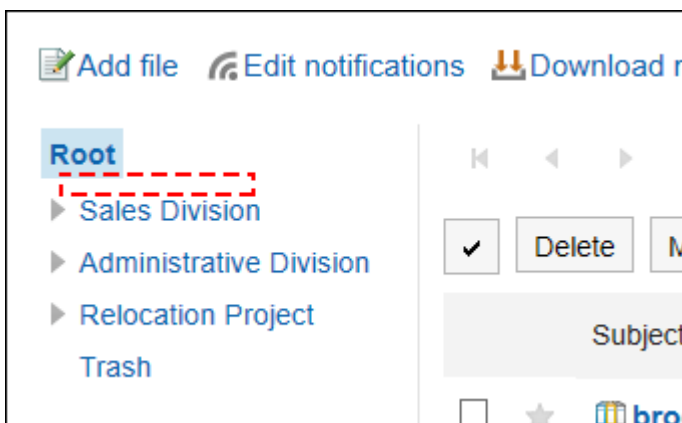 Add file Edit notifications Download
Root
Sales Division
Administrative Division
Relocation Project
Trash
Delete
Subject